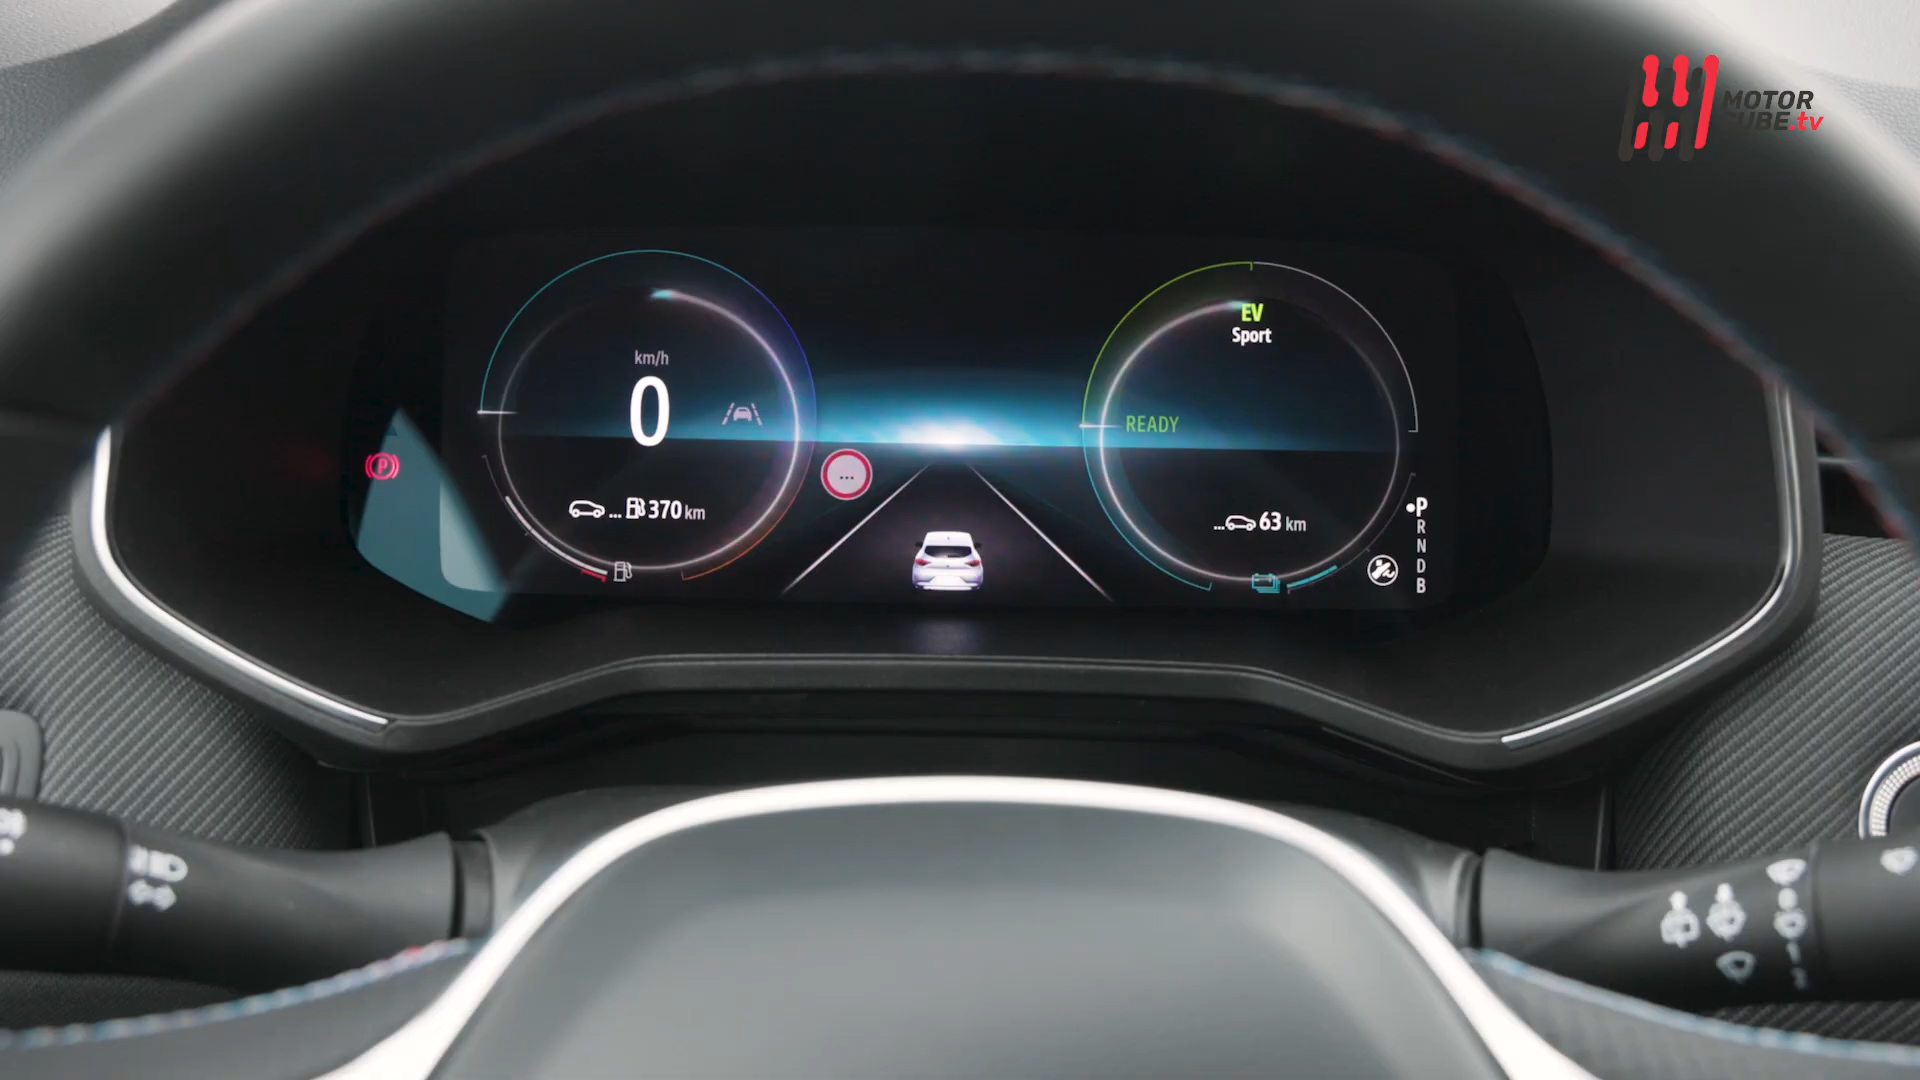 MOTOR
CUBE.tv
EV
Sport
km/h
0
READY
P
...
... 370 km
... 63 km
P
R
N
D
B